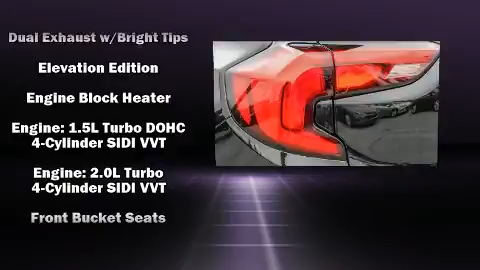 Dual Exhaust w/Bright Tips
Elevation Edition
Engine Block Heater
Engine: 1.5L Turbo DOHC
4-Cylinder SIDI VVT
Engine: 2.0L Turbo
4-Cylinder SIDI VVT
Front Bucket Seats